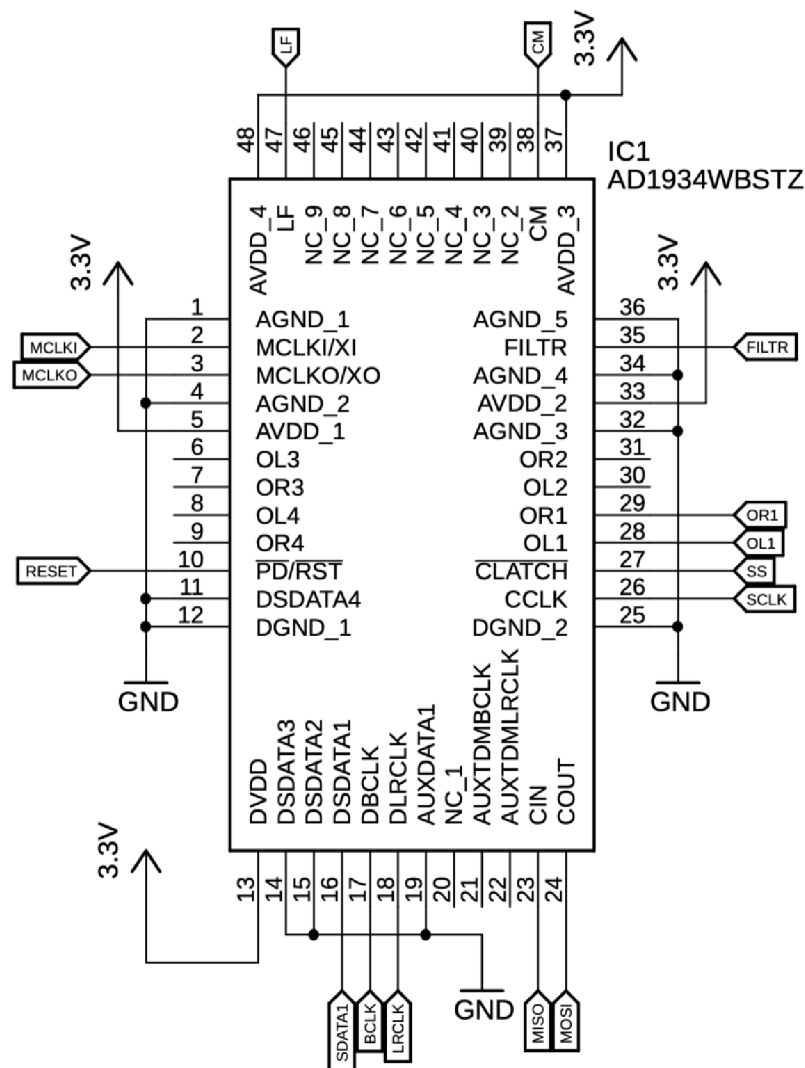 LF
CM
3.3V
48
47
46
45
44
43
42
41
40
39
38
37
IC1
AD1934WBSTZ
AVDD_4
LF
NC_9
NC_8
NC_7
NC_6
NC_5
NC_4
NC_3
NC_2
CM
AVDD_3
3.3V
3.3V
1 AGND_1 AGND_5 36
MCLKI 2 MCLKI/XI FILTR 35 FILTR
MCLKO 3 MCLKO/XO AGND_4 34
4 AGND_2 AVDD_2 33
5 AVDD_1 AGND_3 32
6 OL3 OR2 31
7 OR3 OL2 30
8 OL4 OR1 29 OR1
9 OR4 OL1 28 OL1
RESET 10 PD/RST CLATCH 27 SS
11 DSDATA4 CCLK 26 SCLK
12 DGND_1 DGND_2 25
GND
GND
DVDD
DSDATA3
DSDATA2
DSDATA1
DBCLK
DLRCLK
AUXDATA1
NC_1
AUXTDMBCLK
AUXTDMLRCLK
CIN
COUT
3.3V
13
14
15
16
17
18
19
20
21
22
23
24
GND
SDATA1
BCLK
LRCLK
MISO
MOSI